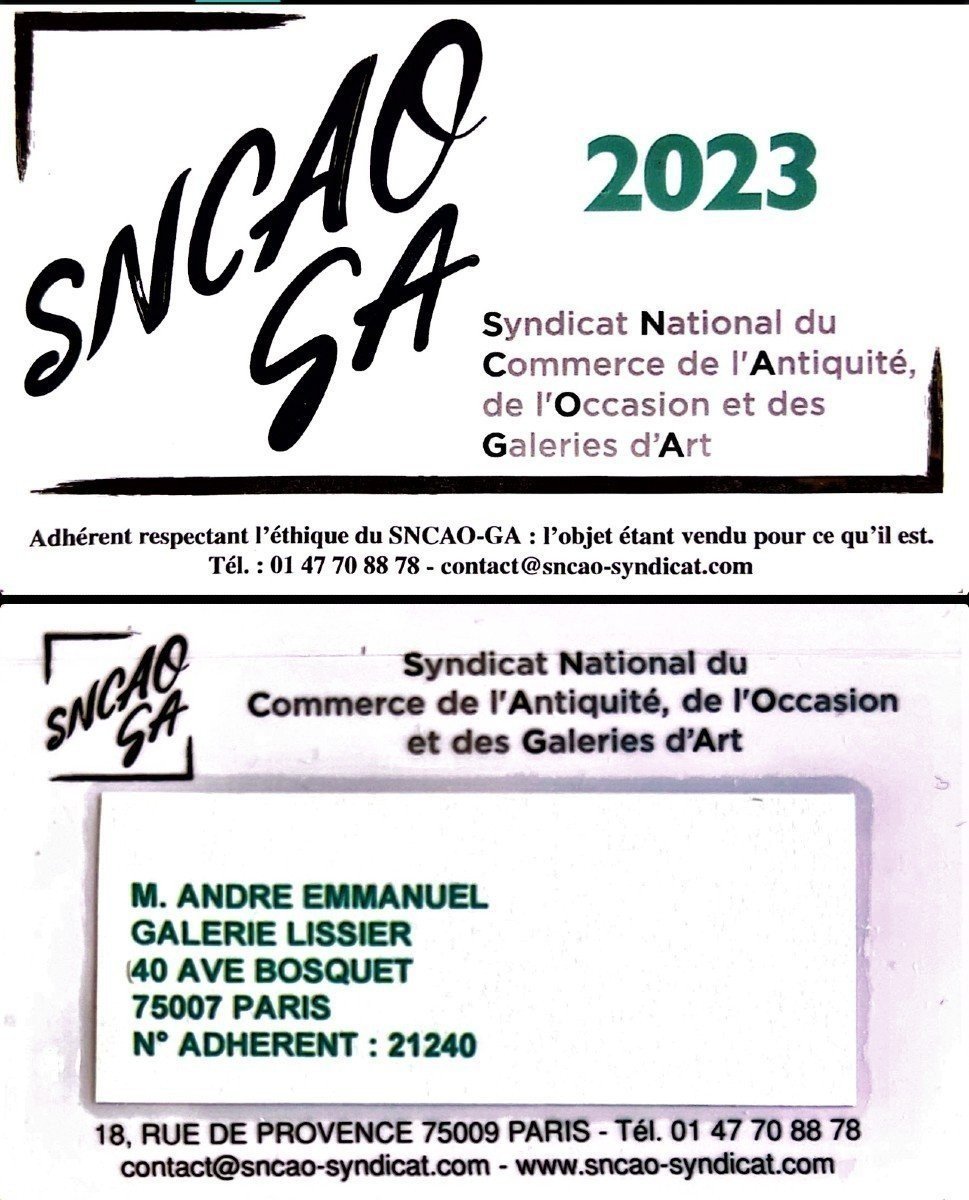 SNCAO
GA
2023
Syndicat National du
Commerce de l'Antiquité,
de l'Occasion et des
Galeries d'Art
Adhérent respectant l'éthique du SNCAO-GA : l'objet étant vendu pour ce qu'il est.
Tél. : 01 47 70 88 78 - contact@sncao-syndicat.com
SNCAO
GA
Syndicat National du
Commerce de l'Antiquité, de l'Occasion
et des Galeries d'Art
M. ANDRE EMMANUEL
GALERIE LISSIER
40 AVE BOSQUET
75007 PARIS
N° ADHERENT : 21240
18, RUE DE PROVENCE 75009 PARIS - Tél. 01 47 70 88 78
contact@sncao-syndicat.com - www.sncao-syndicat.com